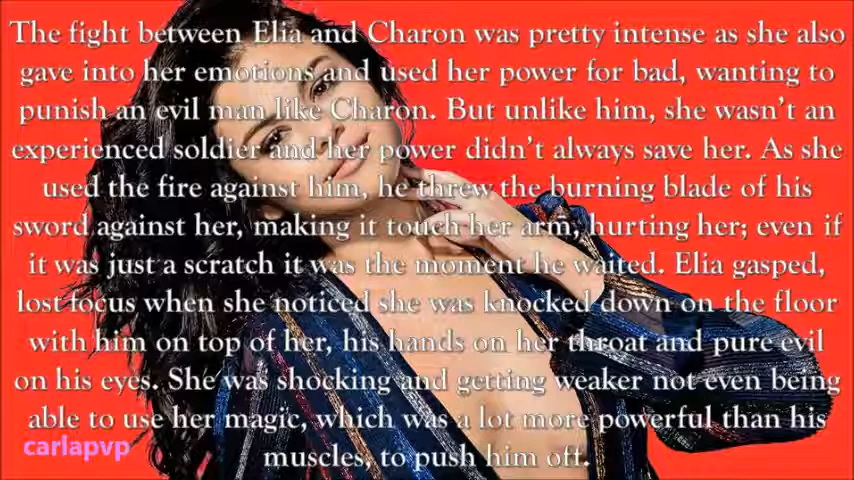 The fight between Elia and Charon was pretty intense as she also
gave into her emotions and used her power for bad, wanting to
punish an evil man like Charon. But unlike him, she wasn't an
experienced soldier and her power didn't always save her. As she
used the fire against him, he threw the burning blade of his
sword against her, making it touch her arm, hurting her; even if
it was just a scratch it was the moment he waited. Elia gasped,
lost focus when she noticed she was knocked down on the floor
with him on top of her, his hands on her throat and pure evil
on his eyes. She was shocking and getting weaker not even being
able to use her magic, which was a lot more powerful than his
muscles, to push him off.
carlapvp